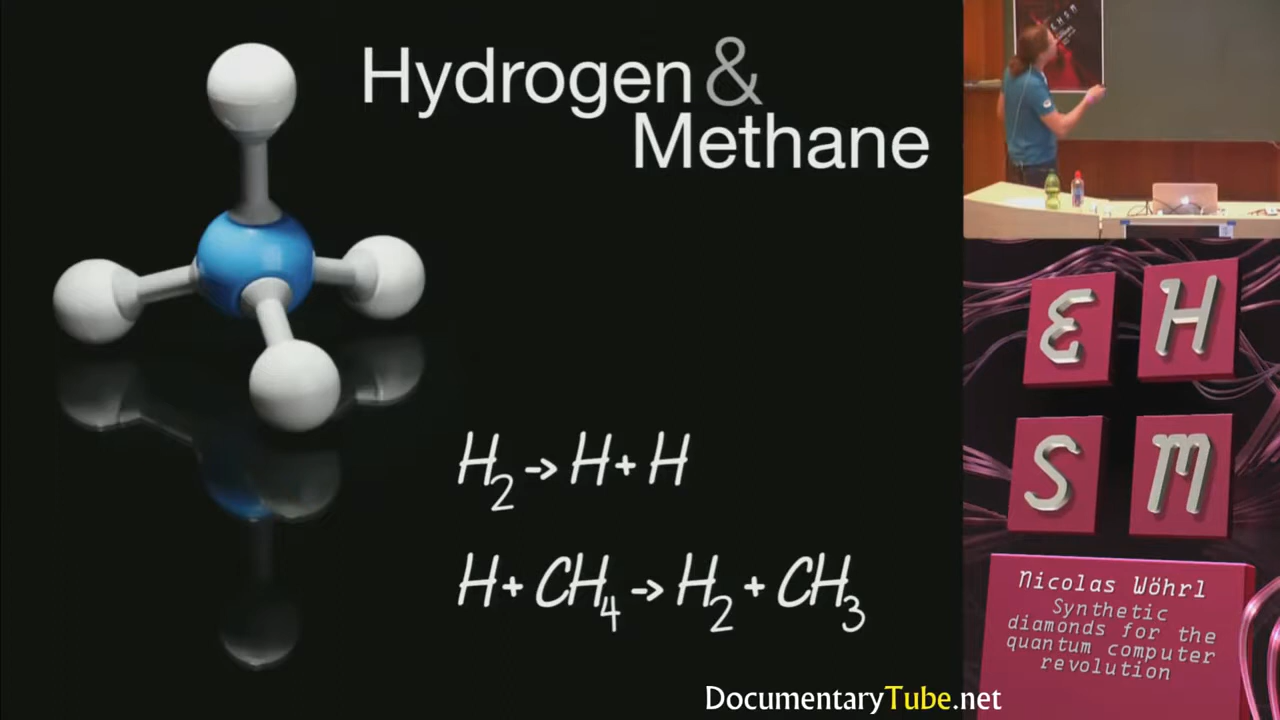 Hydrogen &
Methane
H₂ → H + H
H + CH₄ → H₂ + CH₃
E H
S M
Nicolas Wöhrl
Synthetic
diamonds for the
quantum computer
revolution
DocumentaryTube.net